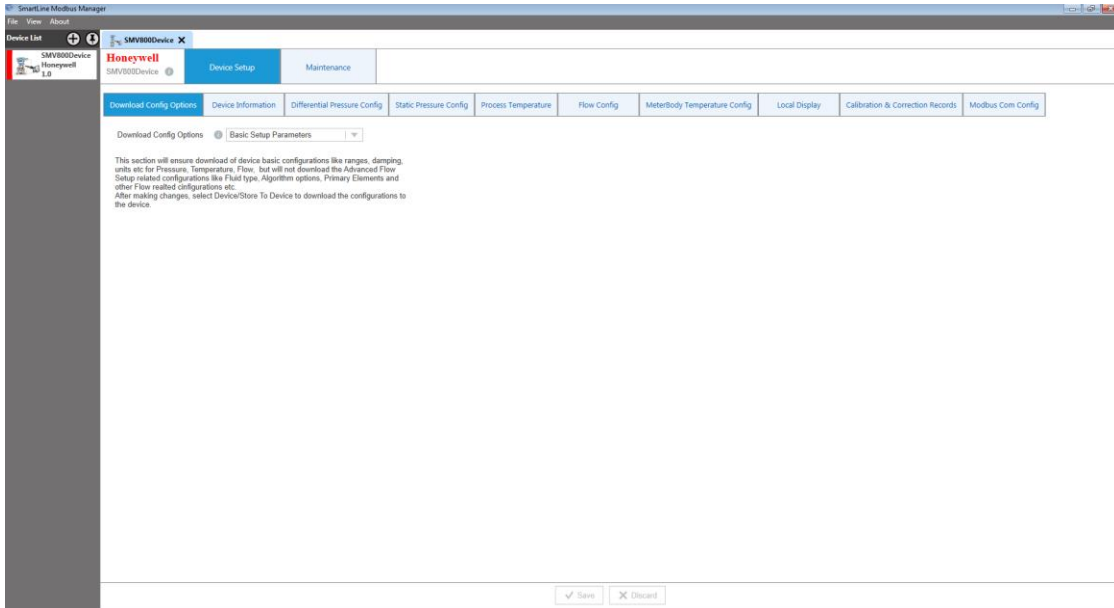 SmartLine Modbus Manager
File View About
Device List
SMV800Device
SMV800Device
Honeywell
1.0
Honeywell
SMV800Device
Device Setup
Maintenance
Download Config Options
Device Information
Differential Pressure Config
Static Pressure Config
Process Temperature
Flow Config
MeterBody Temperature Config
Local Display
Calibration & Correction Records
Modbus Com Config
Download Config Options
Basic Setup Parameters
This section will ensure download of device basic configurations like ranges, damping,
units etc for Pressure, Temperature, Flow, but will not download the Advanced Flow
Setup related configurations like Fluid type, Algorithm options, Primary Elements and
other Flow realted cinfigurations etc.
After making changes, select Device/Store To Device to download the configurations to
the device.
Save
Discard